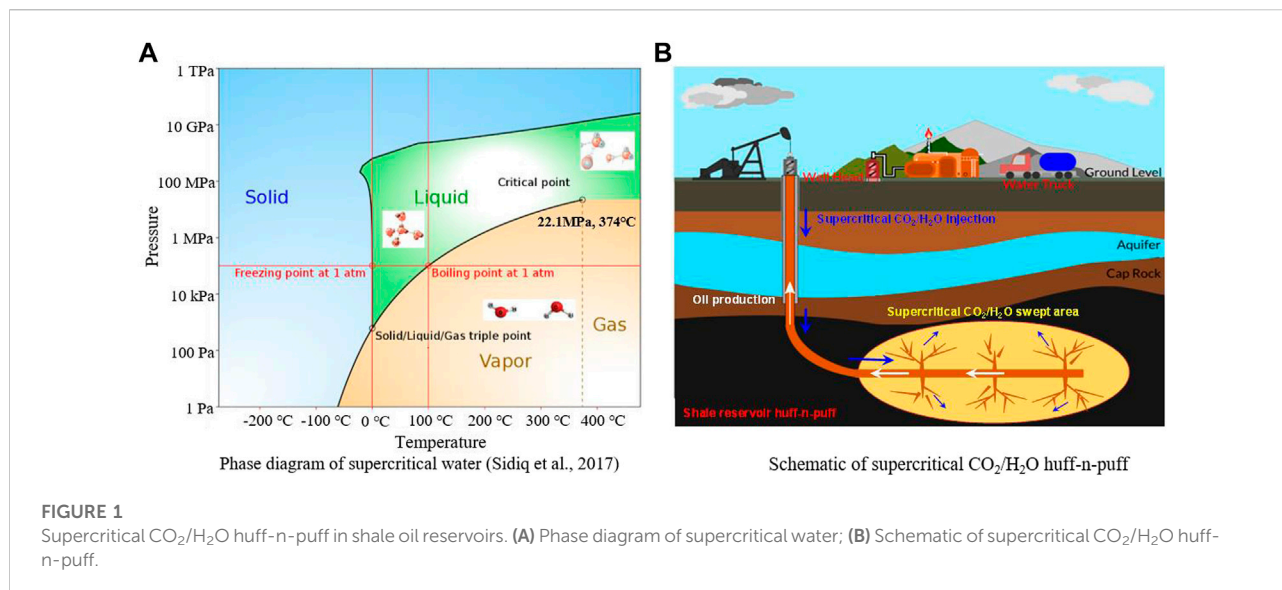 A
1 TPa
10 GPa
100 MPa
1 MPa
10 kPa
100 Pa
1 Pa
Pressure
Solid
Liquid
Critical point
22.1MPa, 374°C
Freezing point at 1 atm
Boiling point at 1 atm
Solid/Liquid/Gas triple point
Gas
Vapor
-200 °C -100 °C 0 °C 100 °C 200 °C 300 °C 400 °C
Temperature
Phase diagram of supercritical water (Sidiq et al., 2017)
B
Well Head
Water Truck
Ground Level
Supercritical CO₂/H₂O injection
Aquifer
Cap Rock
Oil production
Supercritical CO₂/H₂O swept area
Shale reservoir huff-n-puff
Schematic of supercritical CO₂/H₂O huff-n-puff
FIGURE 1
Supercritical CO₂/H₂O huff-n-puff in shale oil reservoirs. (A) Phase diagram of supercritical water; (B) Schematic of supercritical CO₂/H₂O huff-
n-puff.